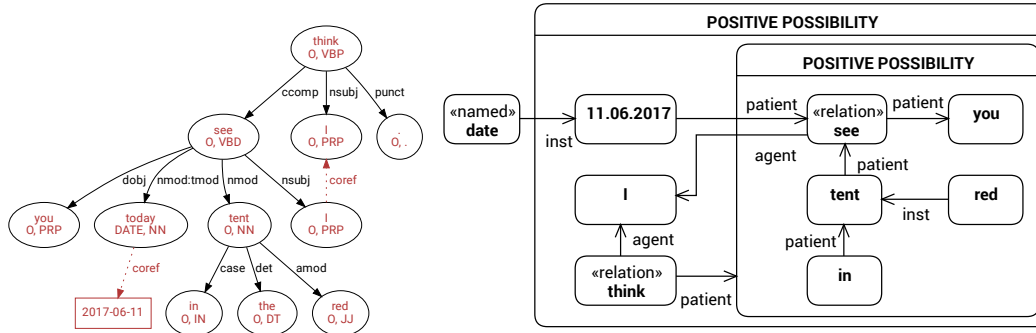 think
O, VBP
ccomp
nsubj
punct
see
O, VBD
I
O, PRP
.
O, .
dobj
nmod:tmod
nmod
nsubj
coref
you
O, PRP
today
DATE, NN
tent
O, NN
I
O, PRP
coref
case
det
amod
2017-06-11
in
O, IN
the
O, DT
red
O, JJ
POSITIVE POSSIBILITY
POSITIVE POSSIBILITY
«named»
date
inst
11.06.2017
patient
«relation»
see
patient
you
agent
patient
I
tent
inst
red
agent
patient
«relation»
think
patient
in